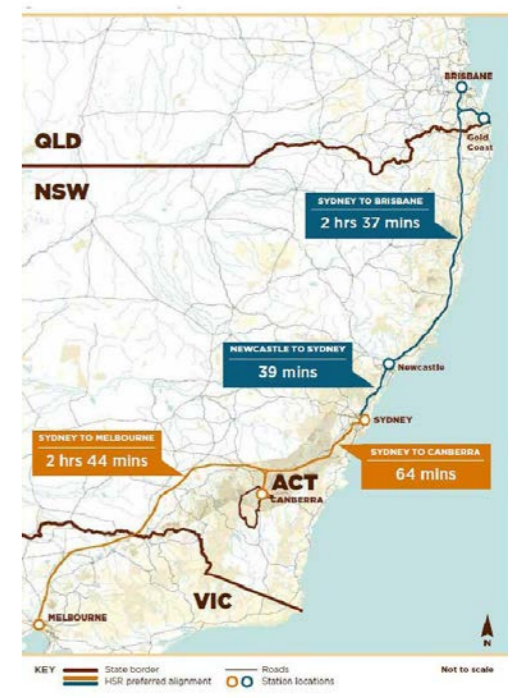 BRISBANE
Gold
Coast
QLD
NSW
SYDNEY TO BRISBANE
2 hrs 37 mins
NEWCASTLE TO SYDNEY
39 mins
Newcastle
SYDNEY
SYDNEY TO MELBOURNE
2 hrs 44 mins
SYDNEY TO CANBERRA
64 mins
ACT
CANBERRA
VIC
MELBOURNE
N
KEY
State border
Roads
Not to scale
HSR preferred alignment
Station locations